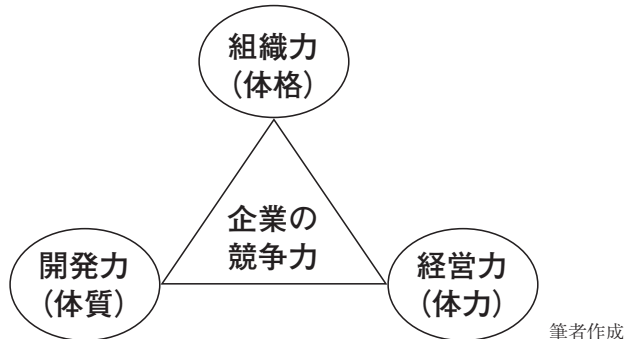 組織力
(体格)
企業の
競争力
開発力
(体質)
経営力
(体力)
筆者作成